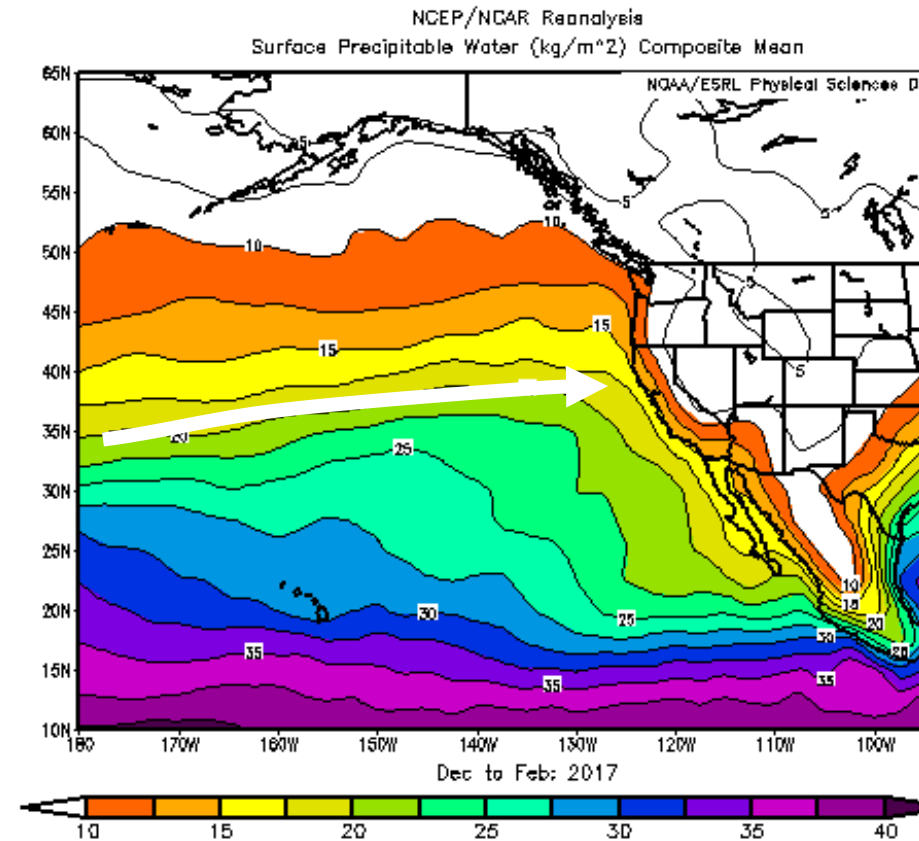 NCEP/NCAR Reanalysis
Surface Precipitable Water (kg/m^2) Composite Mean
NOAA/ESRL Physical Sciences D
65N
60N
55N
50N
45N
40N
35N
30N
25N
20N
15N
10N
5
5
5
5
5
10
10
15
15
20
25
10
15
20
25
30
25
30
35
35
35
180
170W
160W
150W
140W
130W
120W
110W
100W
Dec to Feb: 2017
10
15
20
25
30
35
40